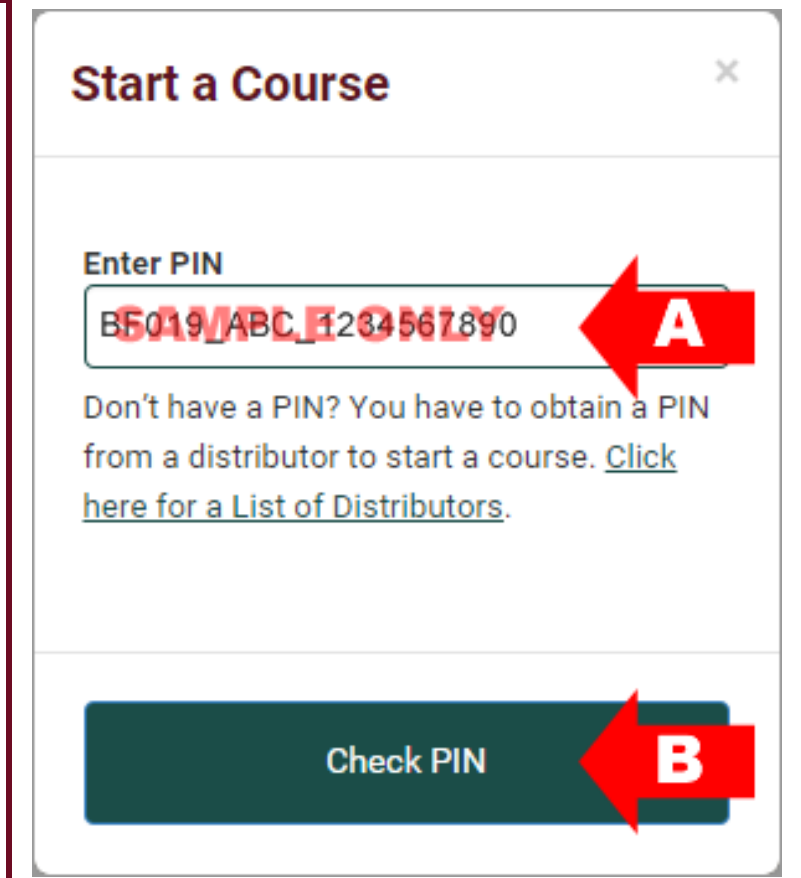 Start a Course
×
Enter PIN
BF019_ABC_1234567890
SAMPLE ONLY
A
Don't have a PIN? You have to obtain a PIN
from a distributor to start a course. Click
here for a List of Distributors.
Check PIN
B